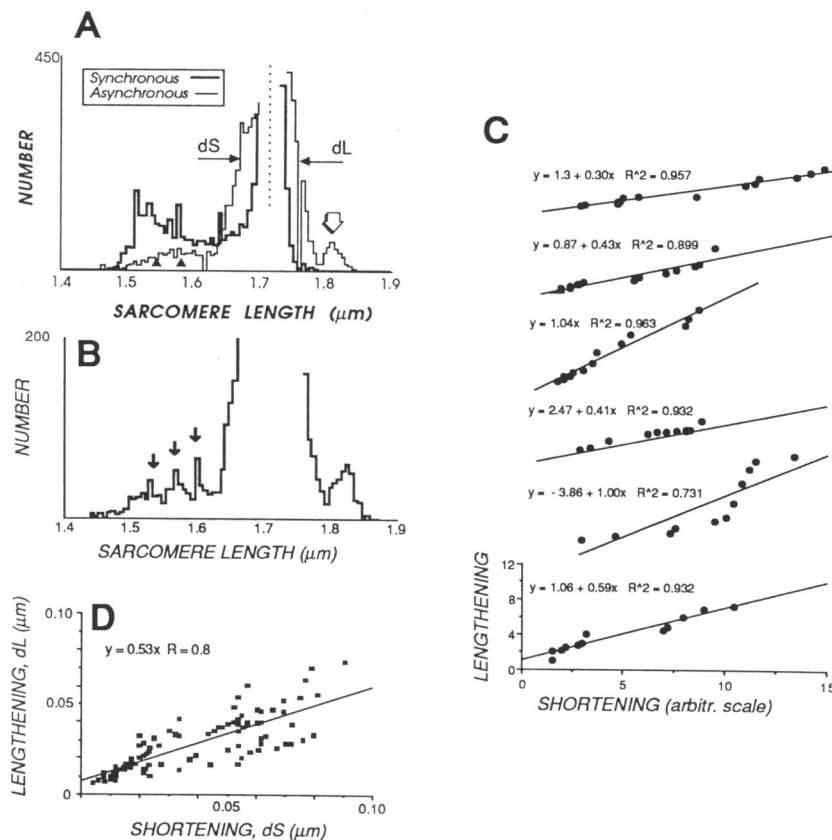 A
450
Synchronous
Asynchronous
dS
dL
NUMBER
1.4 1.5 1.6 1.7 1.8 1.9
SARCOMERE LENGTH (μm)
B
200
NUMBER
1.4 1.5 1.6 1.7 1.8 1.9
SARCOMERE LENGTH (μm)
C
y = 1.3 + 0.30x R^2 = 0.957
y = 0.87 + 0.43x R^2 = 0.899
y = 1.04x R^2 = 0.963
y = 2.47 + 0.41x R^2 = 0.932
y = - 3.86 + 1.00x R^2 = 0.731
y = 1.06 + 0.59x R^2 = 0.932
LENGTHENING
12
8
4
0
0 5 10 15
SHORTENING (arbitr. scale)
D
y=0.53x R=0.8
LENGTHENING, dL (μm)
0.10
0.05
0
0.05 0.10
SHORTENING, dS (μm)